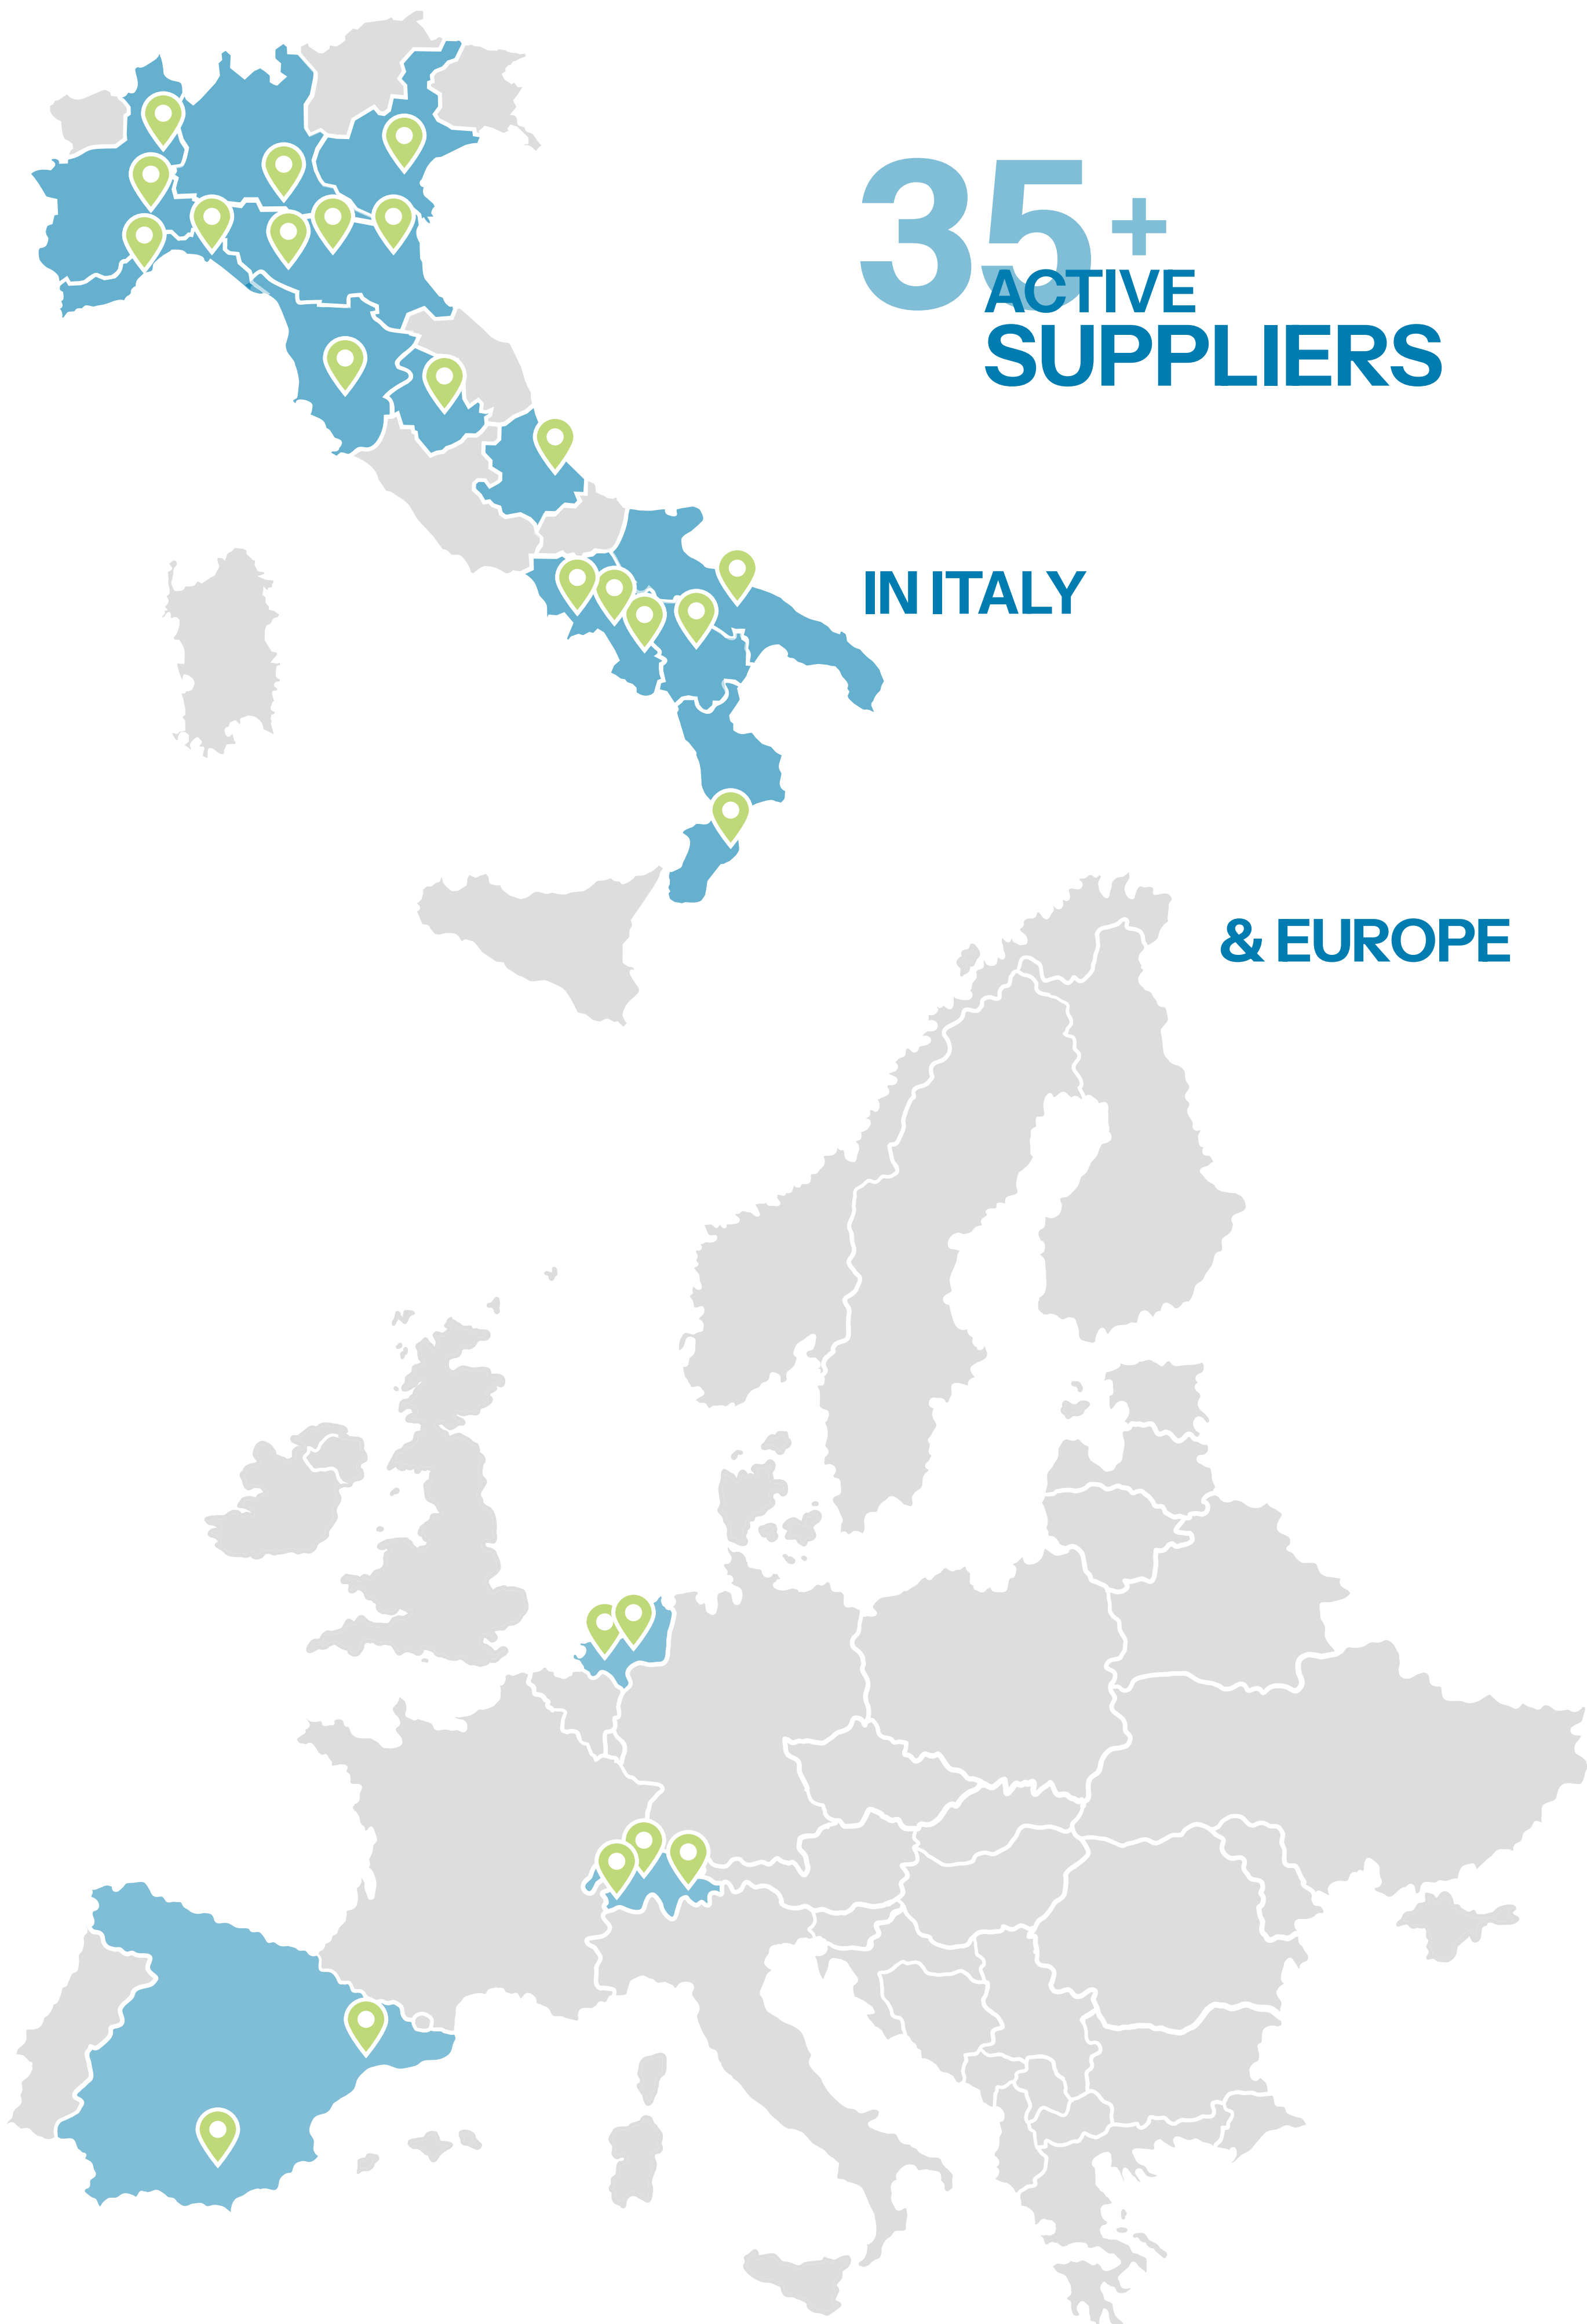 35+
ACTIVE
SUPPLIERS
IN ITALY
& EUROPE